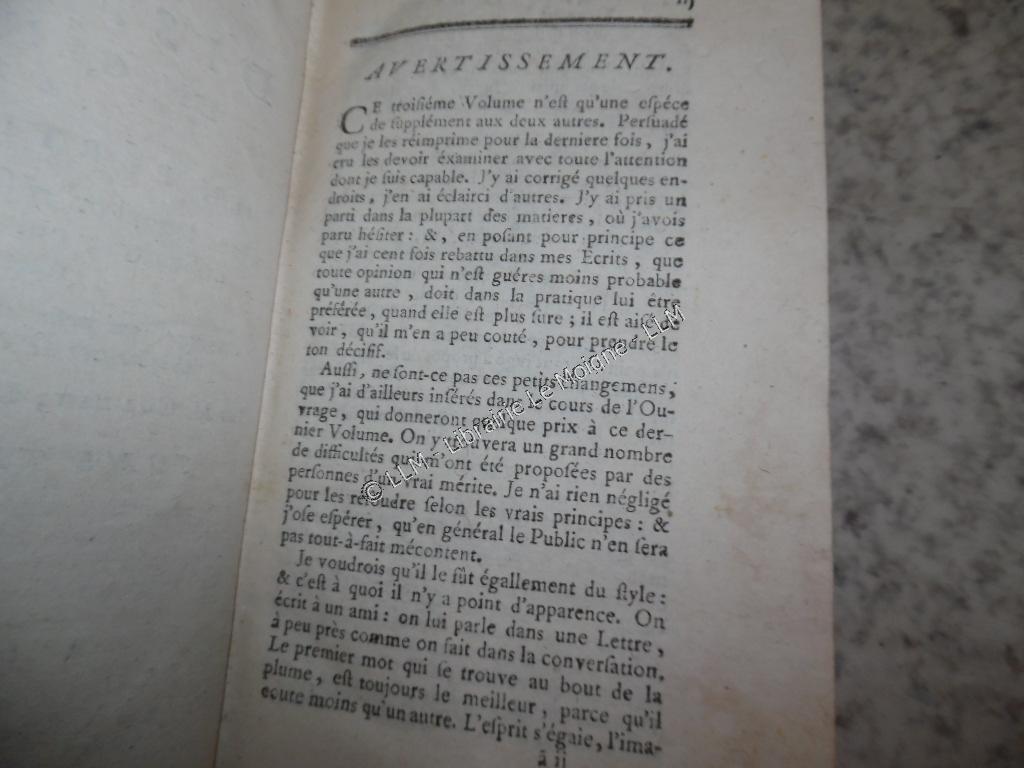 iij
AVERTISSEMENT.
CE troisiéme Volume n'est qu'une espéce
de supplément aux deux autres. Persuadé
que je les réimprime pour la derniere fois, j'ai
cru les devoir éxaminer avec toute l'attention
dont je suis capable. J'y ai corrigé quelques en-
droits, j'en ai éclairci d'autres. J'y ai pris un
parti dans la plupart des matieres, où j'avois
paru hésiter: &, en posant pour principe ce
que j'ai cent fois rebattu dans mes Ecrits, que
toute opinion qui n'est guéres moins probable
qu'une autre, doit dans la pratique lui être
préférée, quand elle est plus sure; il est aisé de
voir, qu'il m'en a peu couté, pour prendre le
ton décisif.
Aussi, ne sont-ce pas ces petits changemens,
que j'ai d'ailleurs insérés dans le cours de l'Ou-
vrage, qui donneront quelque prix à ce der-
nier Volume. On y trouvera un grand nombre
de difficultés qui m'ont été proposées par des
personnes d'un vrai mérite. Je n'ai rien négligé
pour les résoudre selon les vrais principes: &
j'ose espérer, qu'en général le Public n'en sera
pas tout-à-fait mécontent.
Je voudrois qu'il le fût égallement du style:
& c'est à quoi il n'y a point d'apparence. On
écrit à un ami: on lui parle dans une Lettre,
à peu près comme on fait dans la conversation.
Le premier mot qui se trouve au bout de la
plume, est toujours le meilleur, parce qu'il
coute moins qu'un autre. L'esprit s'égaie, l'ima-
ã ij
© LLM - Librairie Le Moigne LLM